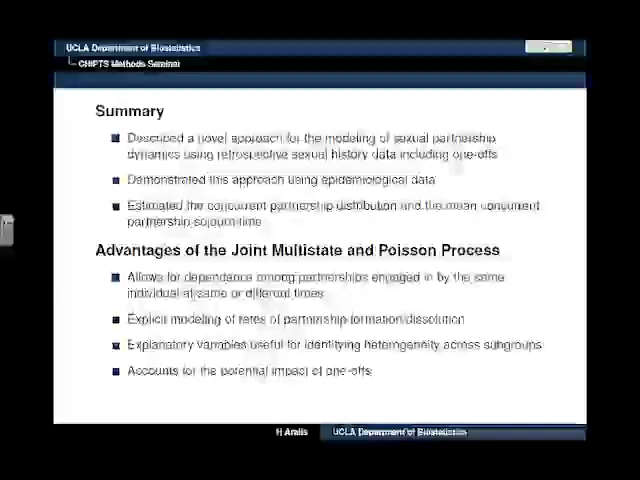 UCLA Department of Biostatistics
CHIPTS Methods Seminar
Summary
Described a novel approach for the modeling of sexual partnership
dynamics using retrospective sexual history data including one-offs
Demonstrated this approach using epidemiological data
Estimated the concurrent partnership distribution and the mean concurrent
partnership sojourn time
Advantages of the Joint Multistate and Poisson Process
Allows for dependence among partnerships engaged in by the same
individual at same or different times
Explicit modeling of rates of partnership formation/dissolution
Explanatory variables useful for identifying heterogeneity across subgroups
Accounts for the potential impact of one-offs
H Aralis
UCLA Department of Biostatistics